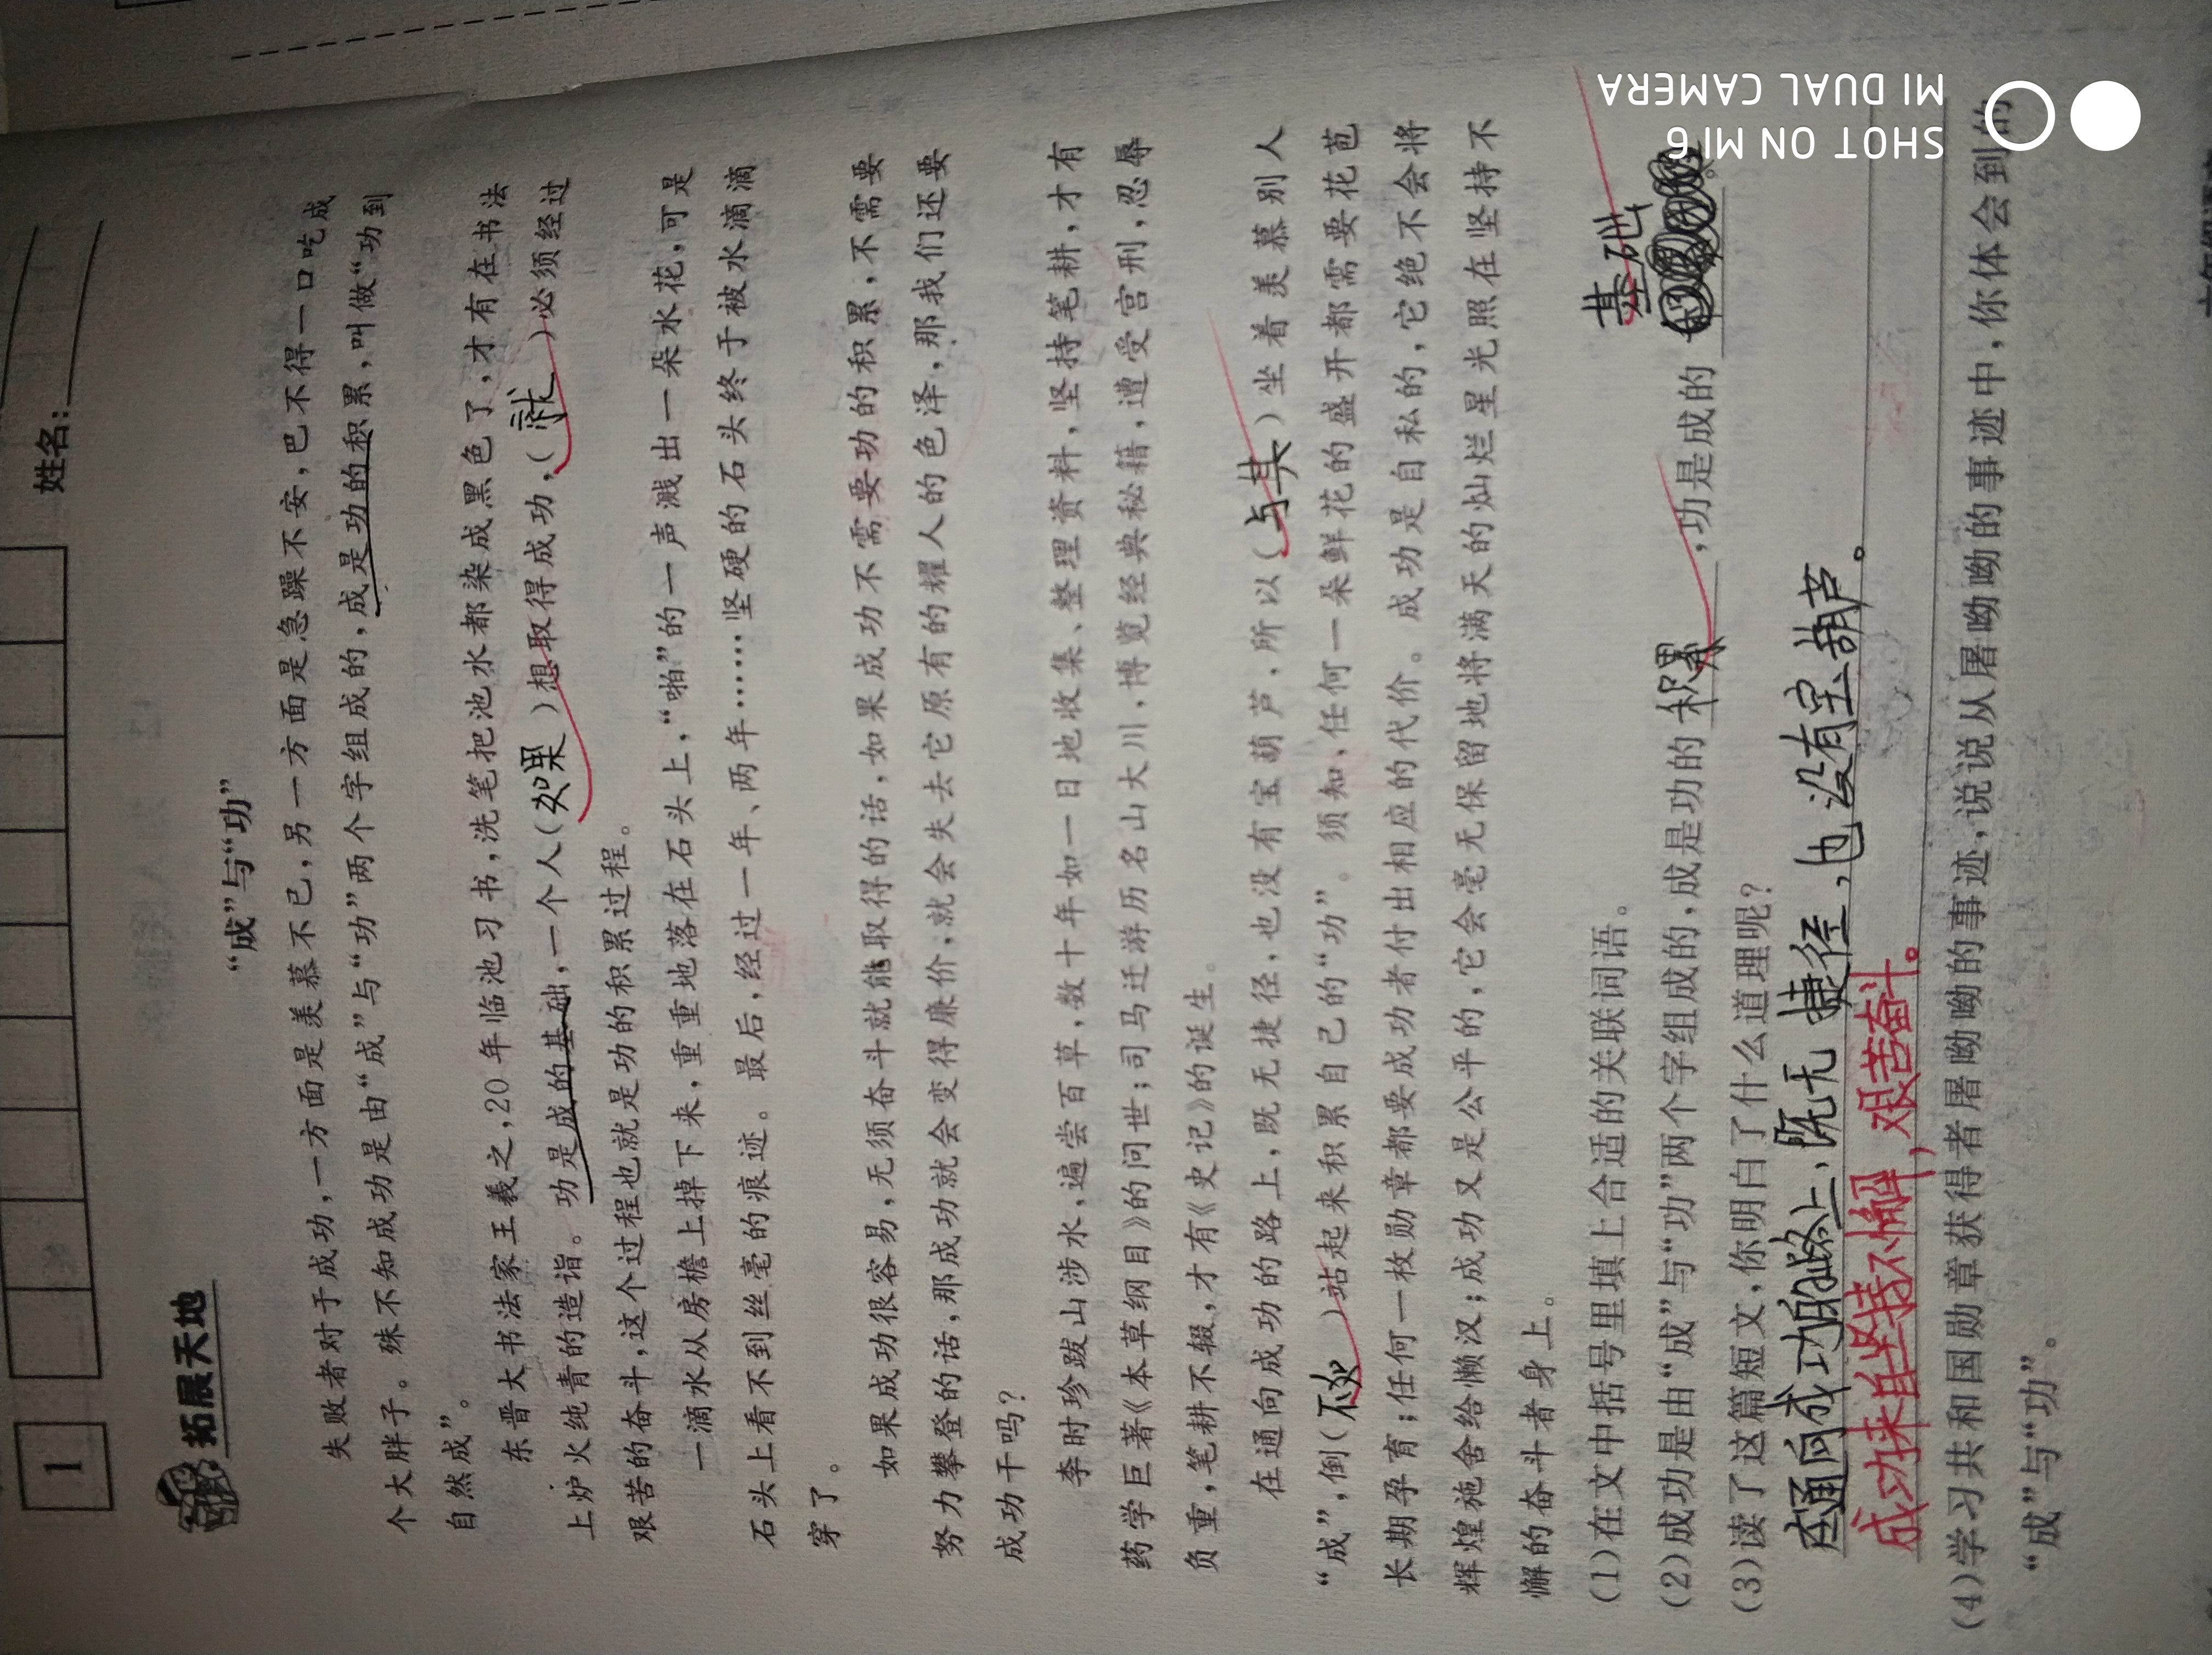 1
姓名:
拓展天地
“成”与“功”
失败者对于成功,一方面是羡慕不已,另一方面是急躁不安,巴不得一口吃成
个大胖子。殊不知成功是由“成”与“功”两个字组成的,成是功的积累,叫做“功到
自然成”。
东晋大书法家王羲之,20年临池习书,洗笔把池水都染成黑色了,才有在书法
上炉火纯青的造诣。功是成的基础,一个人(如果)想取得成功,(就)必须经过
艰苦的奋斗,这个过程也就是功的积累过程。
一滴水从房檐上掉下来,重重地落在石头上,“啪”的一声溅出一朵水花,可是
石头上看不到丝毫的痕迹。最后,经过一年、两年……坚硬的石头终于被水滴滴
穿了。
如果成功很容易,无须奋斗就能取得的话,如果成功不需要功的积累,不需要
努力攀登的话,那成功就会变得廉价,就会失去它原有的耀人的色泽,那我们还要
成功干吗?
李时珍跋山涉水,遍尝百草,数十年如一日地收集、整理资料,坚持笔耕,才有
药学巨著《本草纲目》的问世;司马迁游历名山大川,博览经典秘籍,遭受宫刑,忍辱
负重,笔耕不辍,才有《史记》的诞生。
在通向成功的路上,既无捷径,也没有宝葫芦,所以(与其)坐着羡慕别人
“成”,倒(不如)站起来积累自己的“功”。须知,任何一朵鲜花的盛开都需要花苞
长期孕育;任何一枚勋章都要成功者付出相应的代价。成功是自私的,它绝不会将
辉煌施舍给懒汉;成功又是公平的,它会毫无保留地将满天的灿烂星光照在坚持不
懈的奋斗者身上。
(1)在文中括号里填上合适的关联词语。
(2)成功是由“成”与“功”两个字组成的,成是功的积累,功是成的基础。
(3)读了这篇短文,你明白了什么道理呢?
在通向成功的路上,既无捷径,也没有宝葫芦。
成功来自坚持不懈,艰苦奋斗。
(4)学习共和国勋章获得者屠呦呦的事迹,说说从屠呦呦的事迹中,你体会到的
“成”与“功”。
SHOT ON MI 6
MI DUAL CAMERA